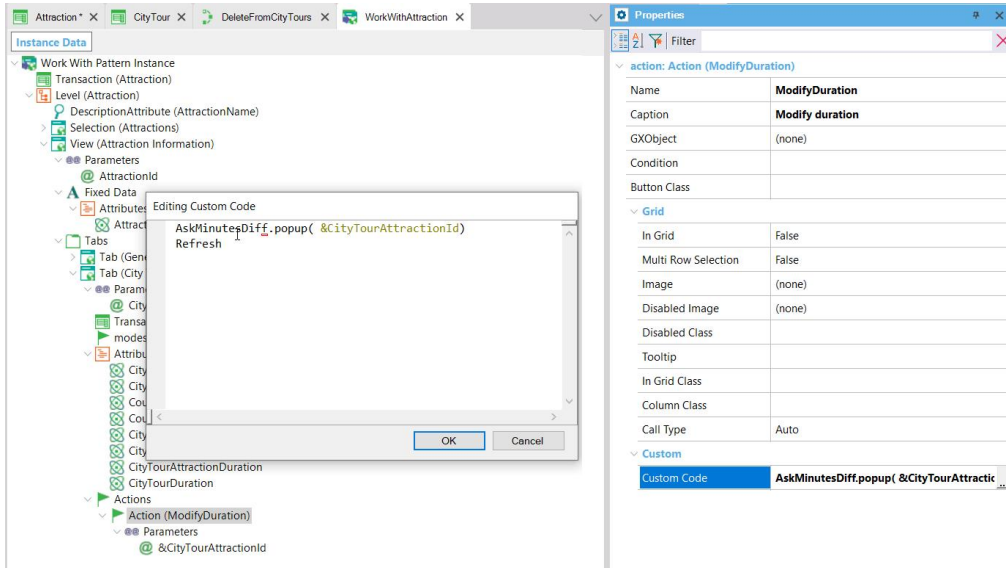 Attraction * X
CityTour X
DeleteFromCityTours X
WorkWithAttraction X
Instance Data
Work With Pattern Instance
Transaction (Attraction)
Level (Attraction)
DescriptionAttribute (AttractionName)
Selection (Attractions)
View (Attraction Information)
Parameters
AttractionId
Fixed Data
Attributes
Attract
Tabs
Tab (Gen
Tab (City
Param
City
Transa
modes
Attribu
City
City
Cou
Cou
City
City
CityTourAttractionDuration
CityTourDuration
Actions
Action (ModifyDuration)
Parameters
&CityTourAttractionId
Editing Custom Code
AskMinutesDiff.popup( &CityTourAttractionId)
Refresh
OK
Cancel
Properties
Filter
action: Action (ModifyDuration)
Name ModifyDuration
Caption Modify duration
GXObject (none)
Condition
Button Class
Grid
In Grid False
Multi Row Selection False
Image (none)
Disabled Image (none)
Disabled Class
Tooltip
In Grid Class
Column Class
Call Type Auto
Custom
Custom Code AskMinutesDiff.popup( &CityTourAttractic ...